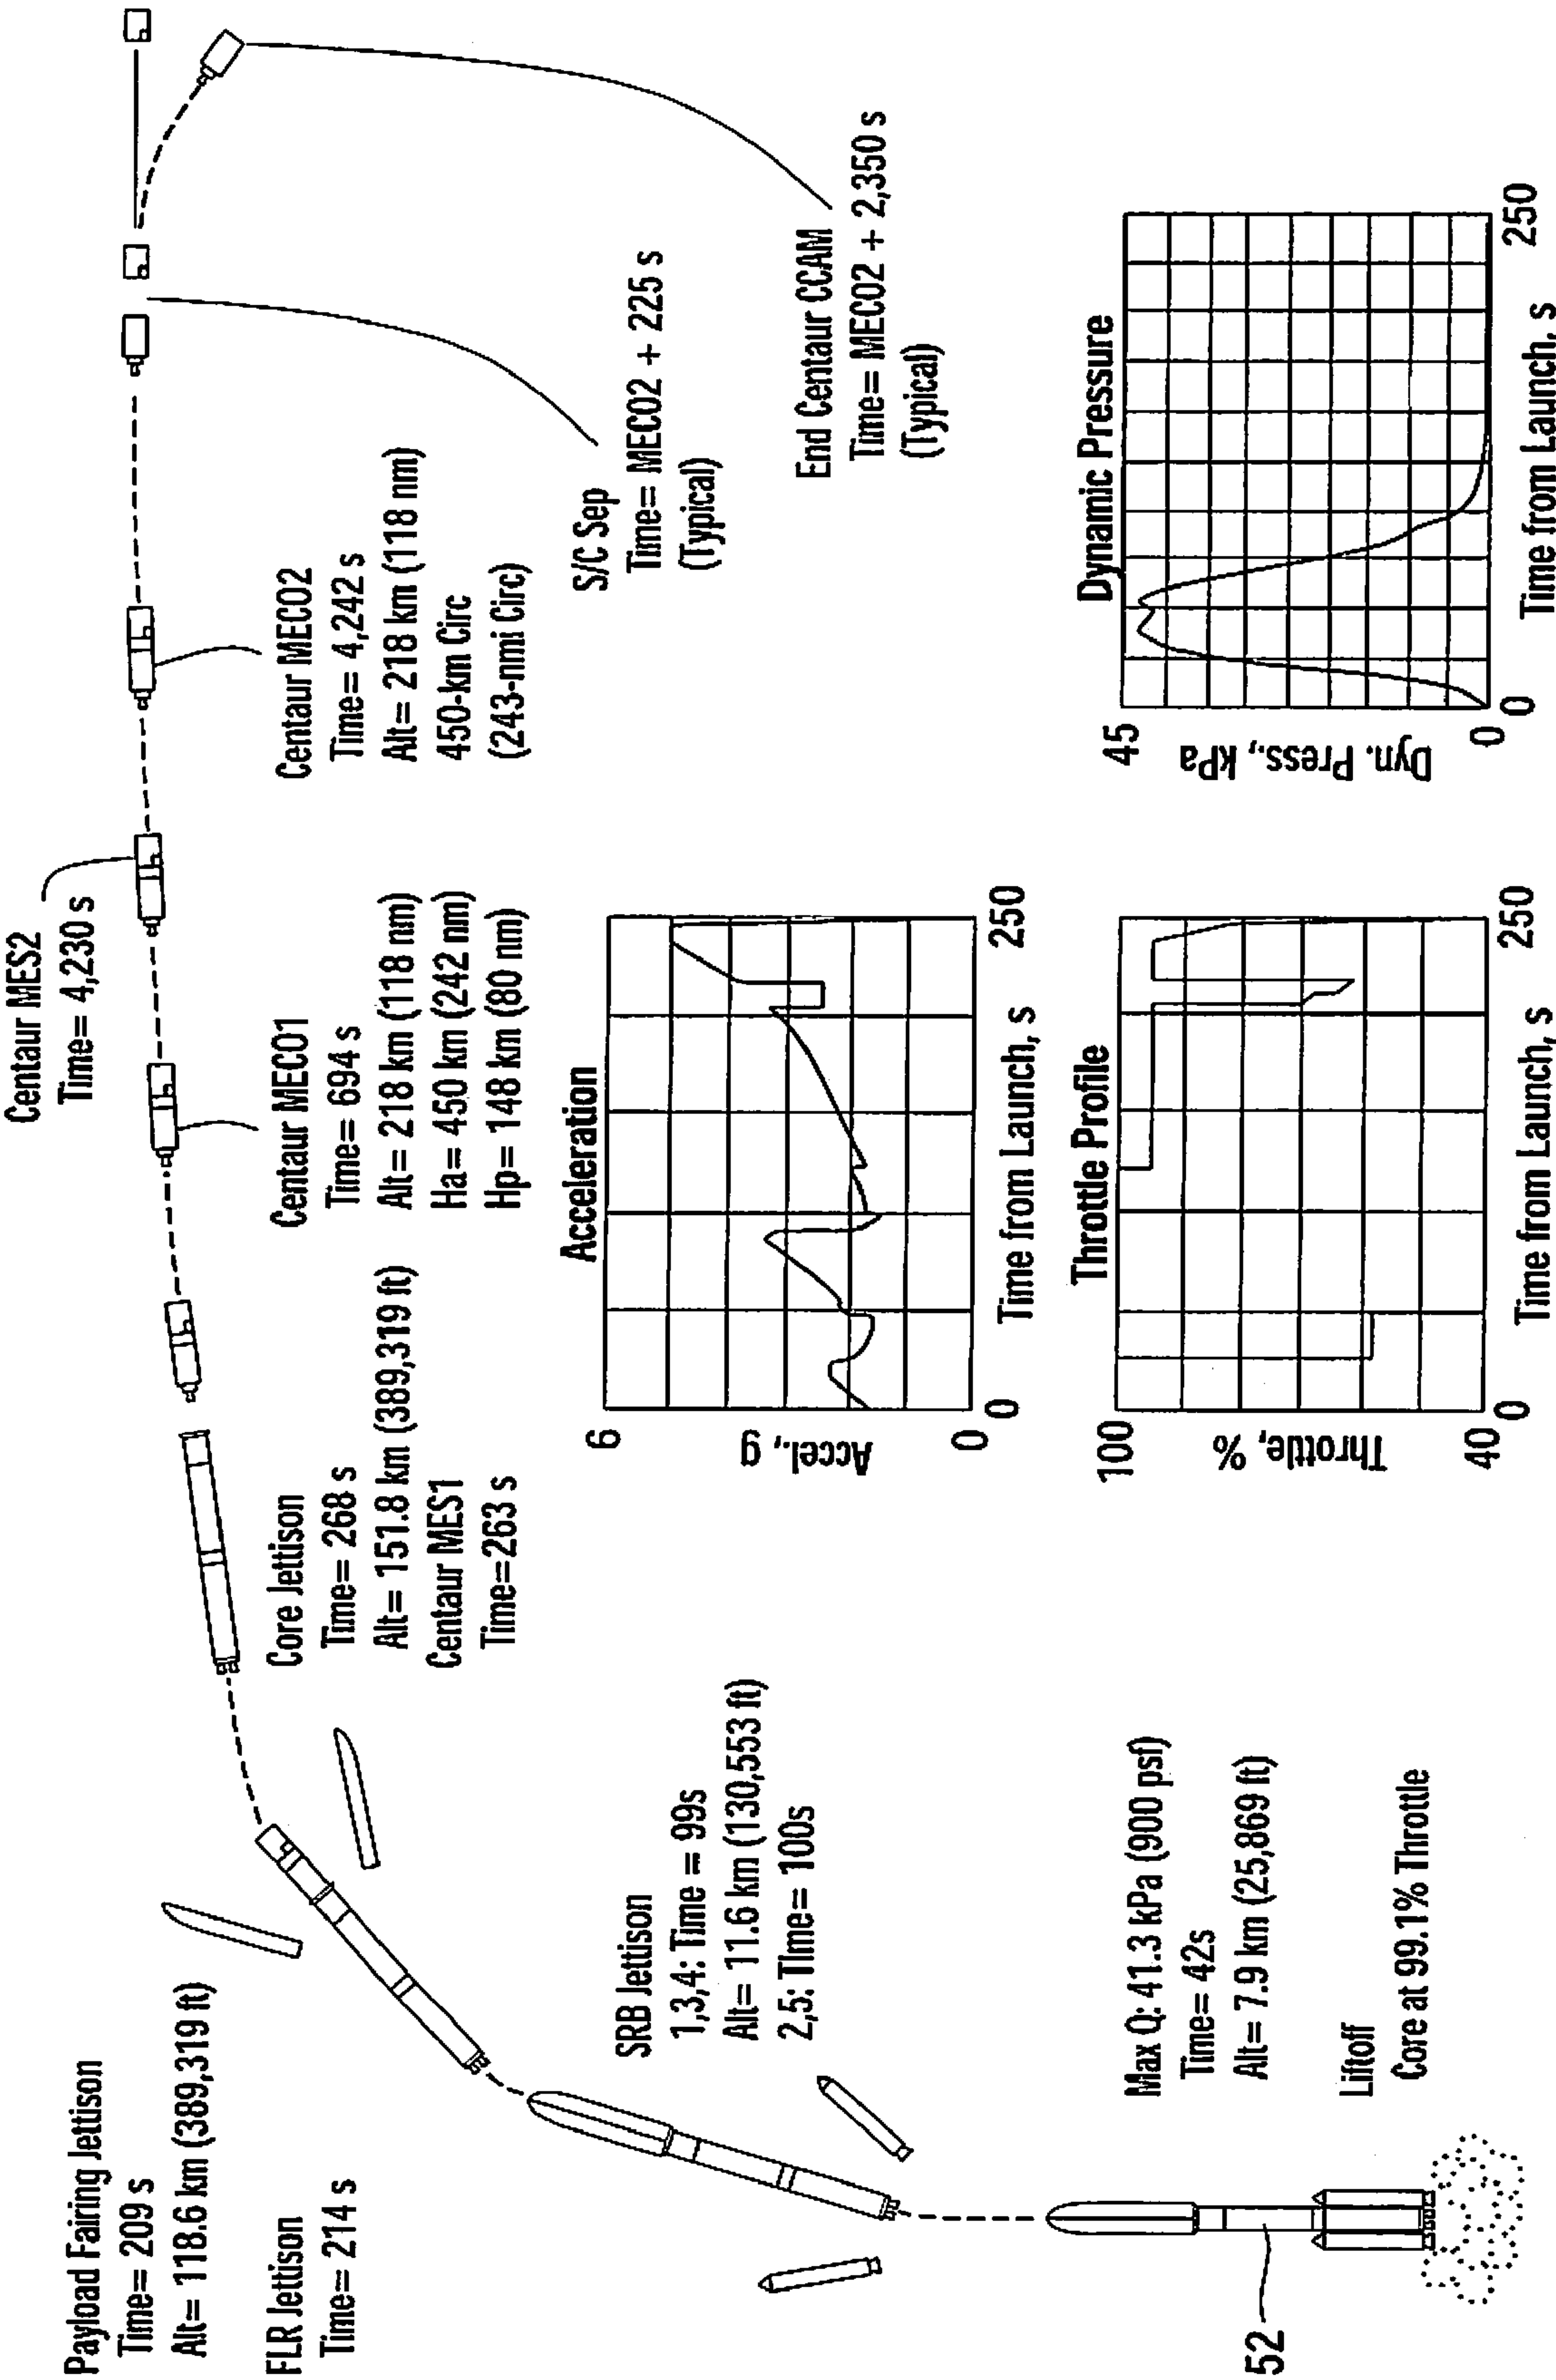 Payload Fairing Jettison
Time= 209 s
Alt= 118.6 km (389,319 ft)
FLR Jettison
Time= 214 s
SRB Jettison
1,3,4: Time = 99s
Alt= 11.6 km (130,553 ft)
2,5: Time= 100s
Max Q: 41.3 kPa (900 psf)
Time= 42s
Alt= 7.9 km (25,869 ft)
Liftoff
Core at 99.1% Throttle
52
Core Jettison
Time= 268 s
Alt= 151.8 km (389,319 ft)
Centaur MES1
Time=263 s
Centaur MECO1
Time= 694 s
Alt= 218 km (118 nm)
Ha= 450 km (242 nm)
Hp= 148 km (80 nm)
Centaur MES2
Time= 4,230 s
Centaur MECO2
Time= 4,242 s
Alt= 218 km (118 nm)
450-km Circ
(243-nmi Circ)
S/C Sep
Time= MECO2 + 225 s
(Typical)
End Centaur CCAM
Time= MECO2 + 2,350 s
(Typical)
Acceleration
6
Accel., g
0
0
250
Time from Launch, s
Throttle Profile
100
Throttle, %
40
0
250
Time from Launch, s
Dynamic Pressure
45
Dyn. Press., kPa
0
0
250
Time from Launch, s